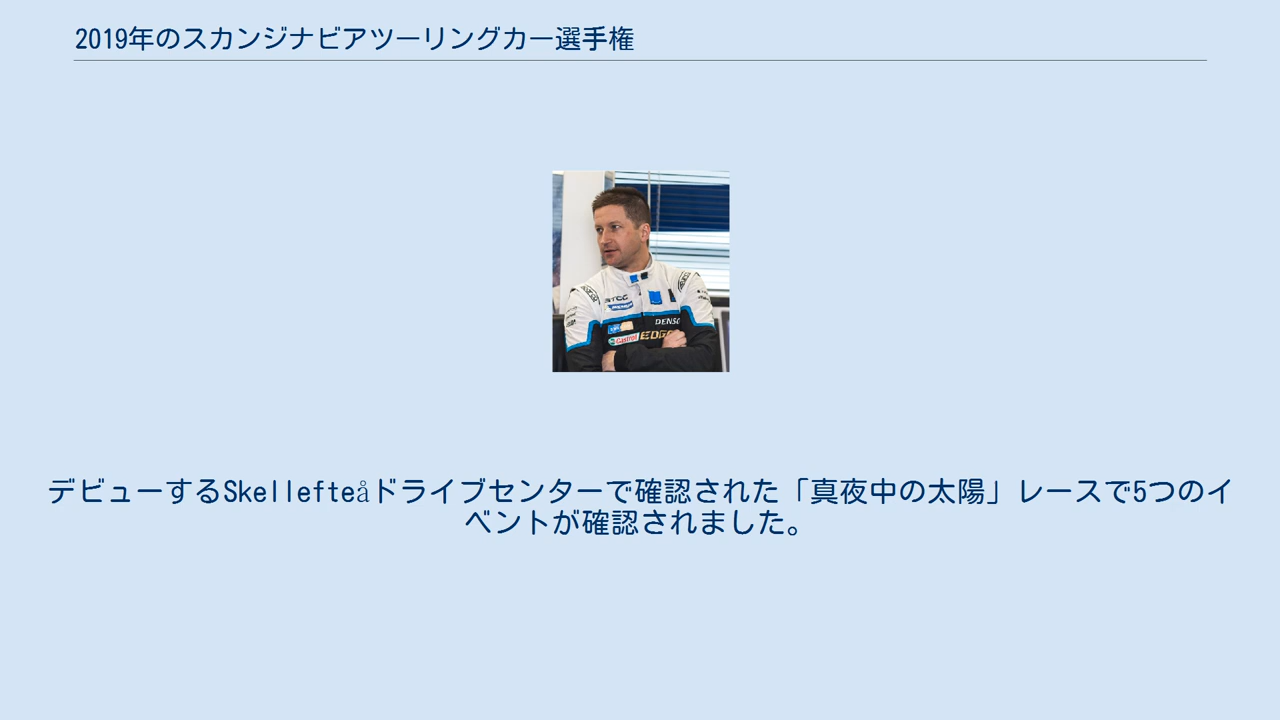 2019年のスカンジナビアツーリングカー選手権
STCC
DENSO
Castrol
EDGE
デビューするSkellefteåドライブセンターで確認された「真夜中の太陽」レースで5つのイ
ベントが確認されました。